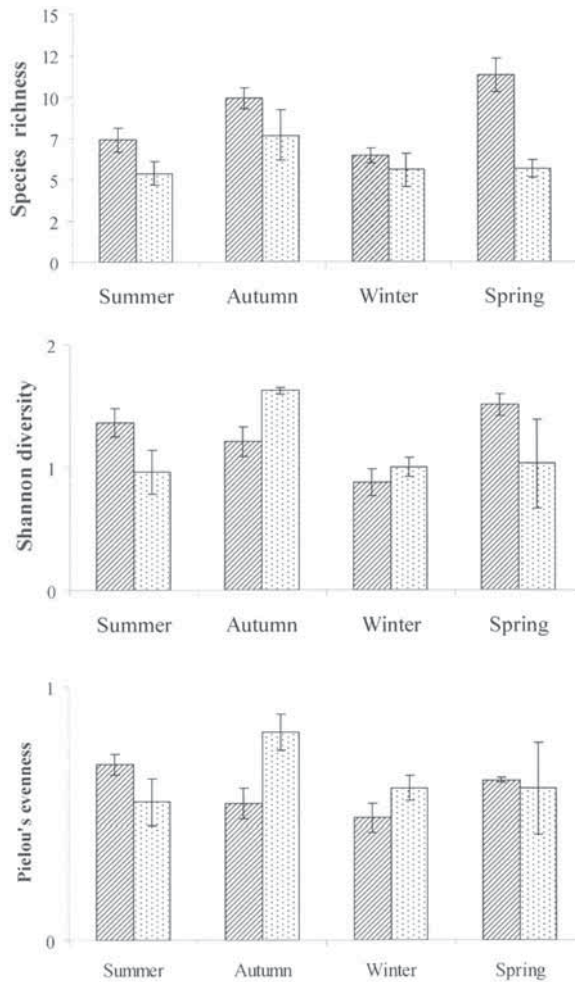 15
12
10
7
5
2
0
Species richness
Summer Autumn Winter Spring
2
1
0
Shannon diversity
Summer Autumn Winter Spring
1
0
Pielou's evenness
Summer Autumn Winter Spring